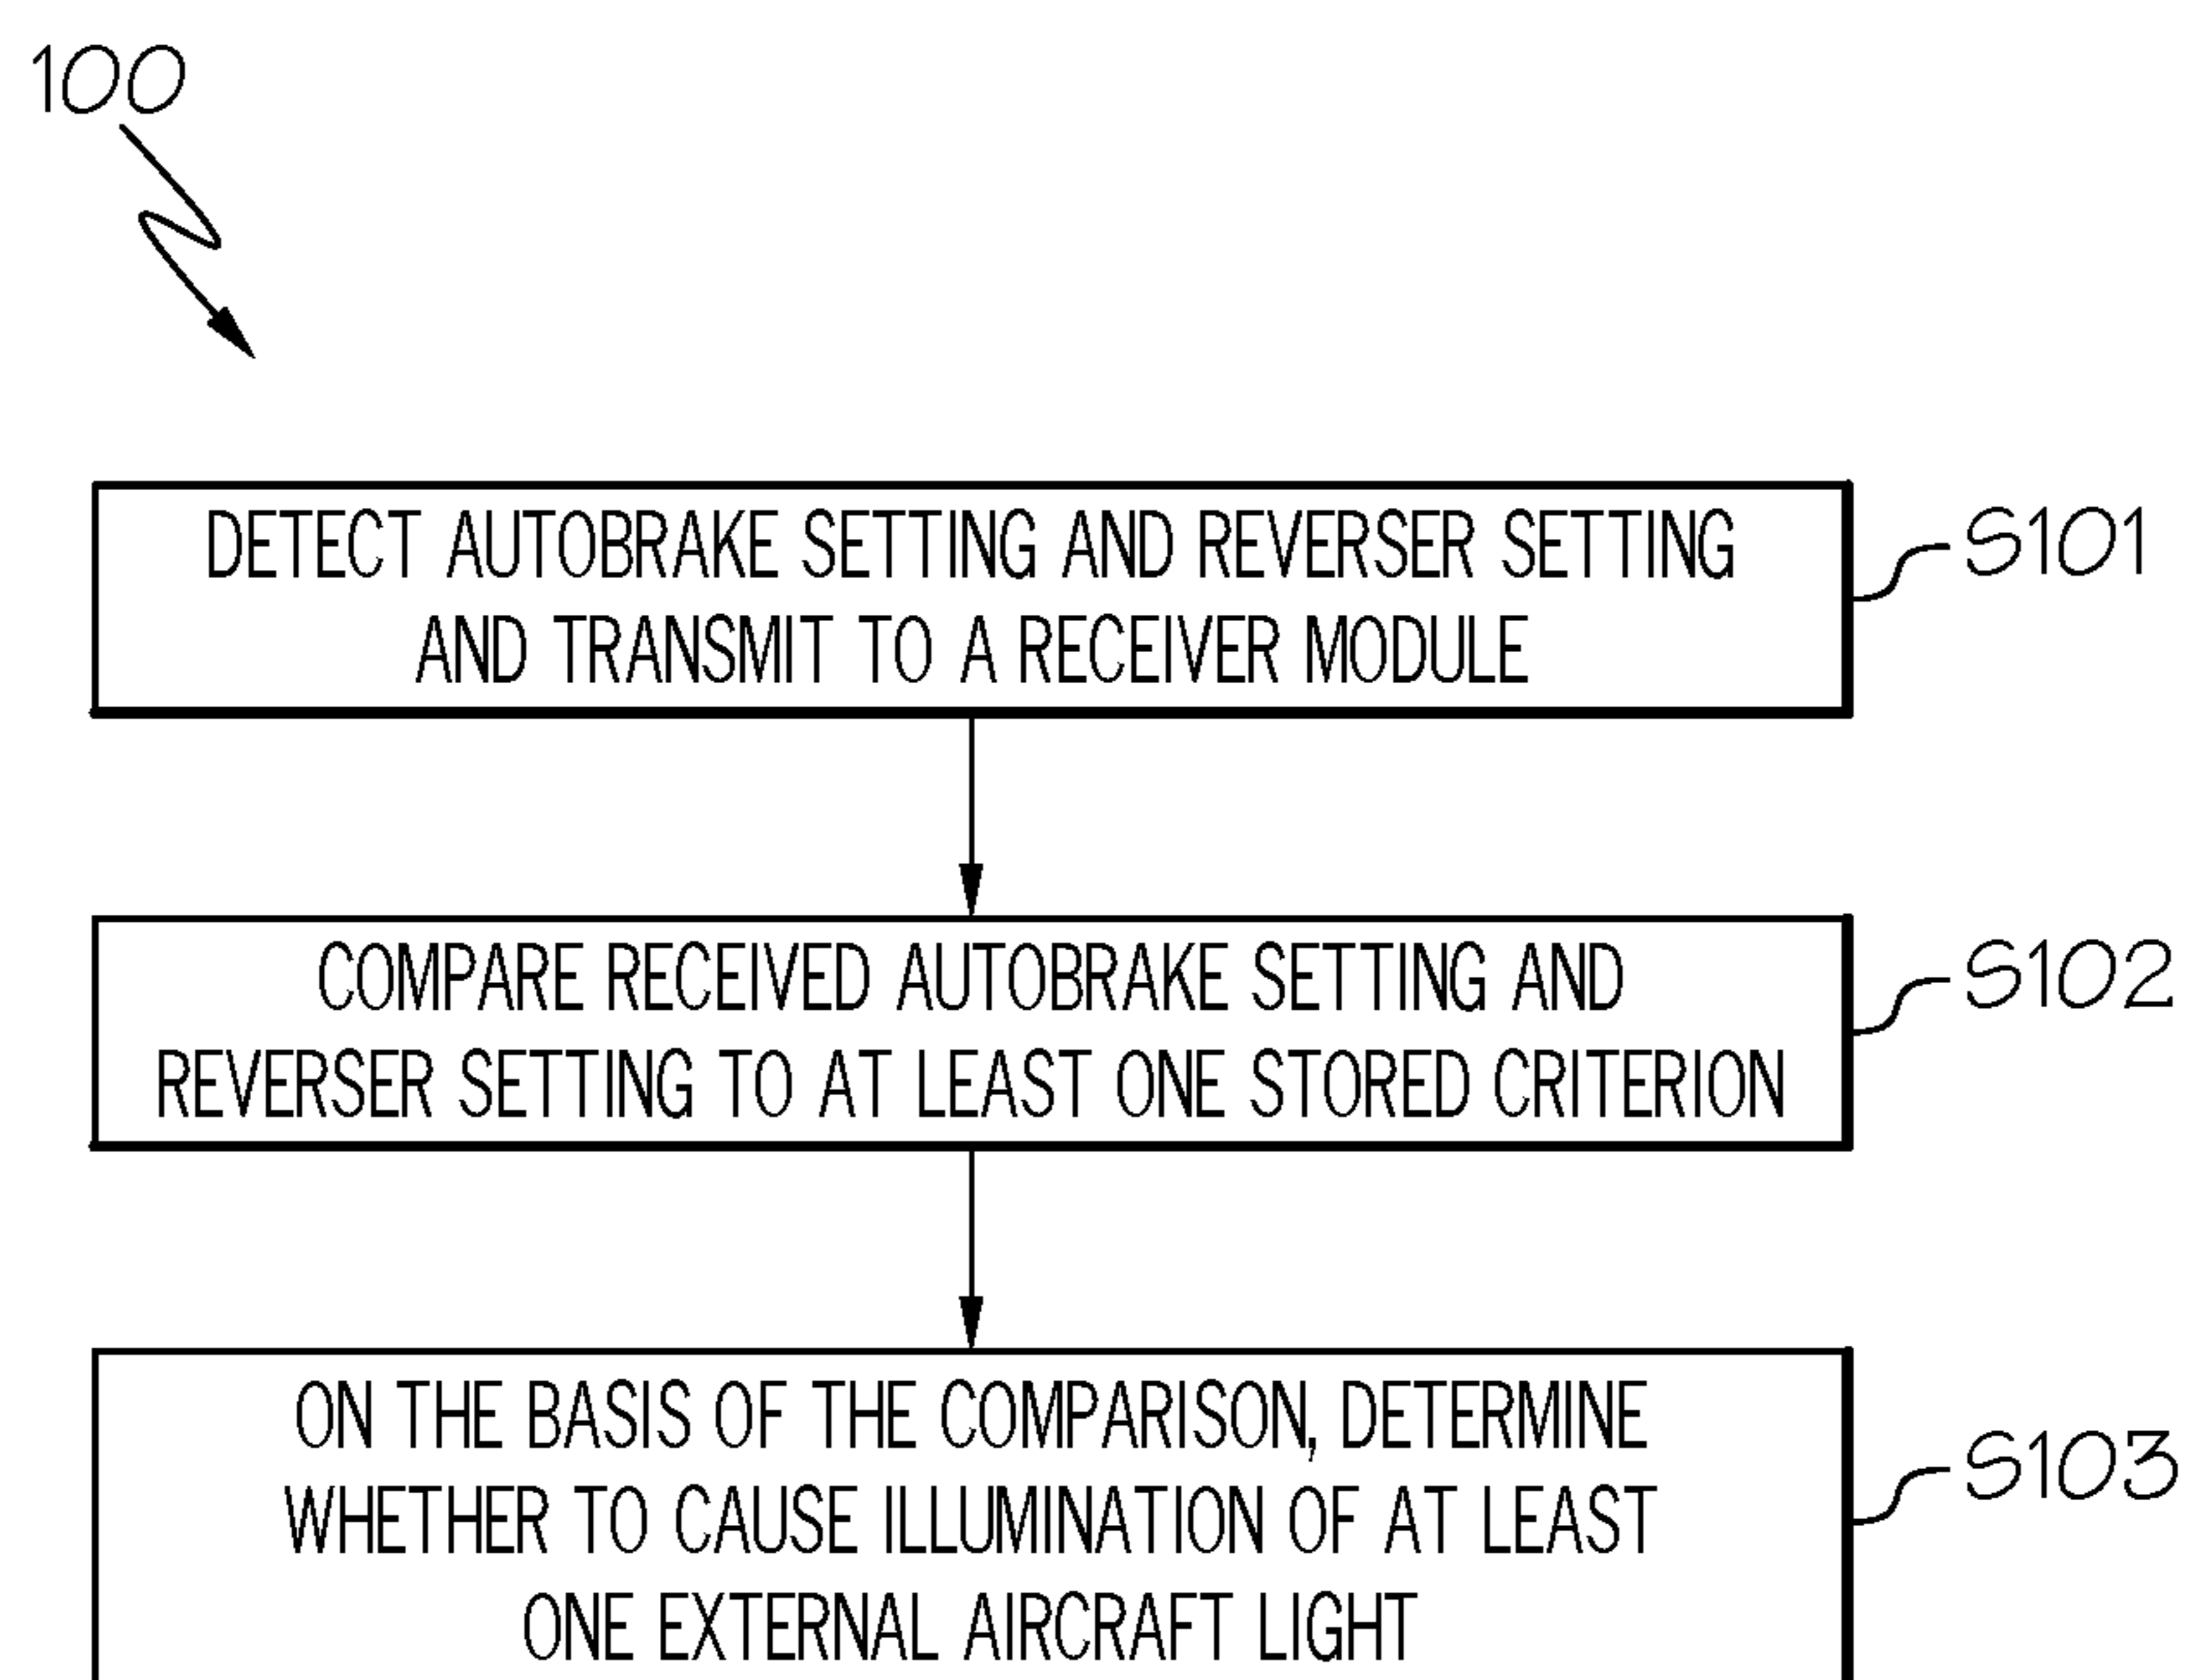 100
DETECT AUTOBRAKE SETTING AND REVERSER SETTING
AND TRANSMIT TO A RECEIVER MODULE
S101
COMPARE RECEIVED AUTOBRAKE SETTING AND
REVERSER SETTING TO AT LEAST ONE STORED CRITERION
S102
ON THE BASIS OF THE COMPARISON, DETERMINE
WHETHER TO CAUSE ILLUMINATION OF AT LEAST
ONE EXTERNAL AIRCRAFT LIGHT
S103